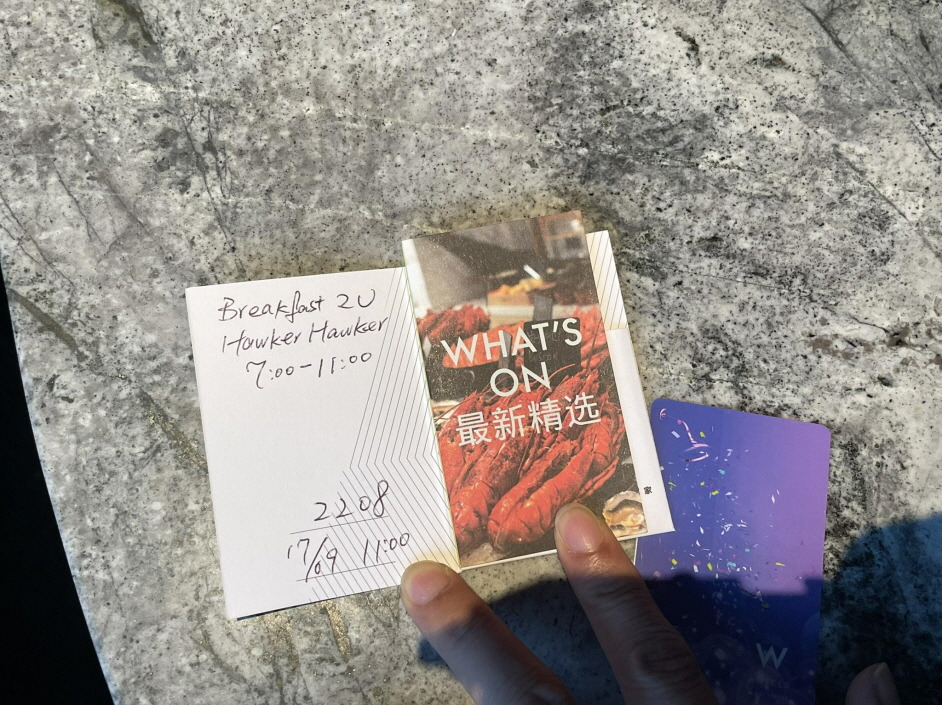 Breakfast 2U
Hawker Hawker
7:00-11:00
2208
17/09 11:00
WHAT'S
ON
最新精选
家
W